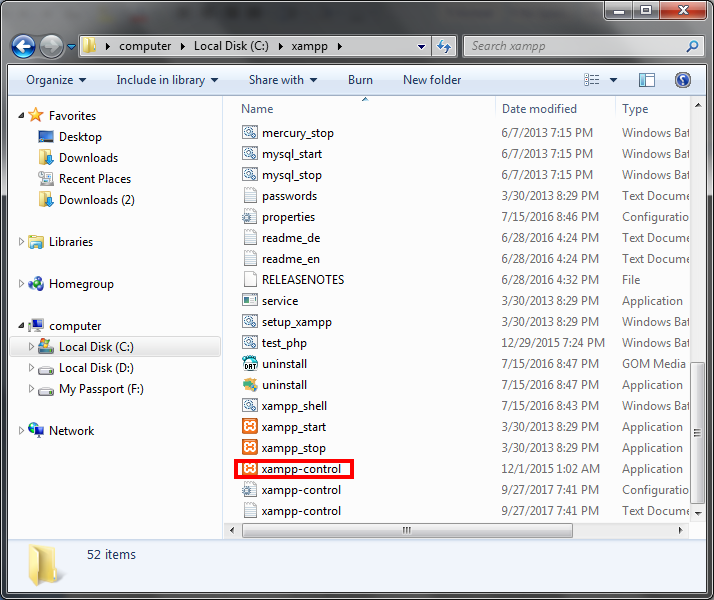 computer Local Disk (C:) xampp Search xampp
Organize Include in library Share with Burn New folder
Favorites
Desktop
Downloads
Recent Places
Downloads (2)
Libraries
Homegroup
computer
Local Disk (C:)
Local Disk (D:)
My Passport (F:)
Network
Name Date modified Type
mercury_stop 6/7/2013 7:15 PM Windows Bat
mysql_start 6/7/2013 7:15 PM Windows Bat
mysql_stop 6/7/2013 7:15 PM Windows Bat
passwords 3/30/2013 8:29 PM Text Docume
properties 7/15/2016 8:46 PM Configuratio
readme_de 6/28/2016 4:24 PM Text Docume
readme_en 6/28/2016 4:24 PM Text Docume
RELEASENOTES 6/28/2016 4:32 PM File
service 3/30/2013 8:29 PM Application
setup_xampp 3/30/2013 8:29 PM Windows Bat
test_php 12/29/2015 7:24 PM Windows Bat
uninstall 7/15/2016 8:47 PM GOM Media
uninstall 7/15/2016 8:47 PM Application
xampp_shell 7/15/2016 8:43 PM Windows Bat
xampp_start 3/30/2013 8:29 PM Application
xampp_stop 3/30/2013 8:29 PM Application
xampp-control 12/1/2015 1:02 AM Application
xampp-control 9/27/2017 7:41 PM Configuratio
xampp-control 9/27/2017 7:41 PM Text Docume
52 items